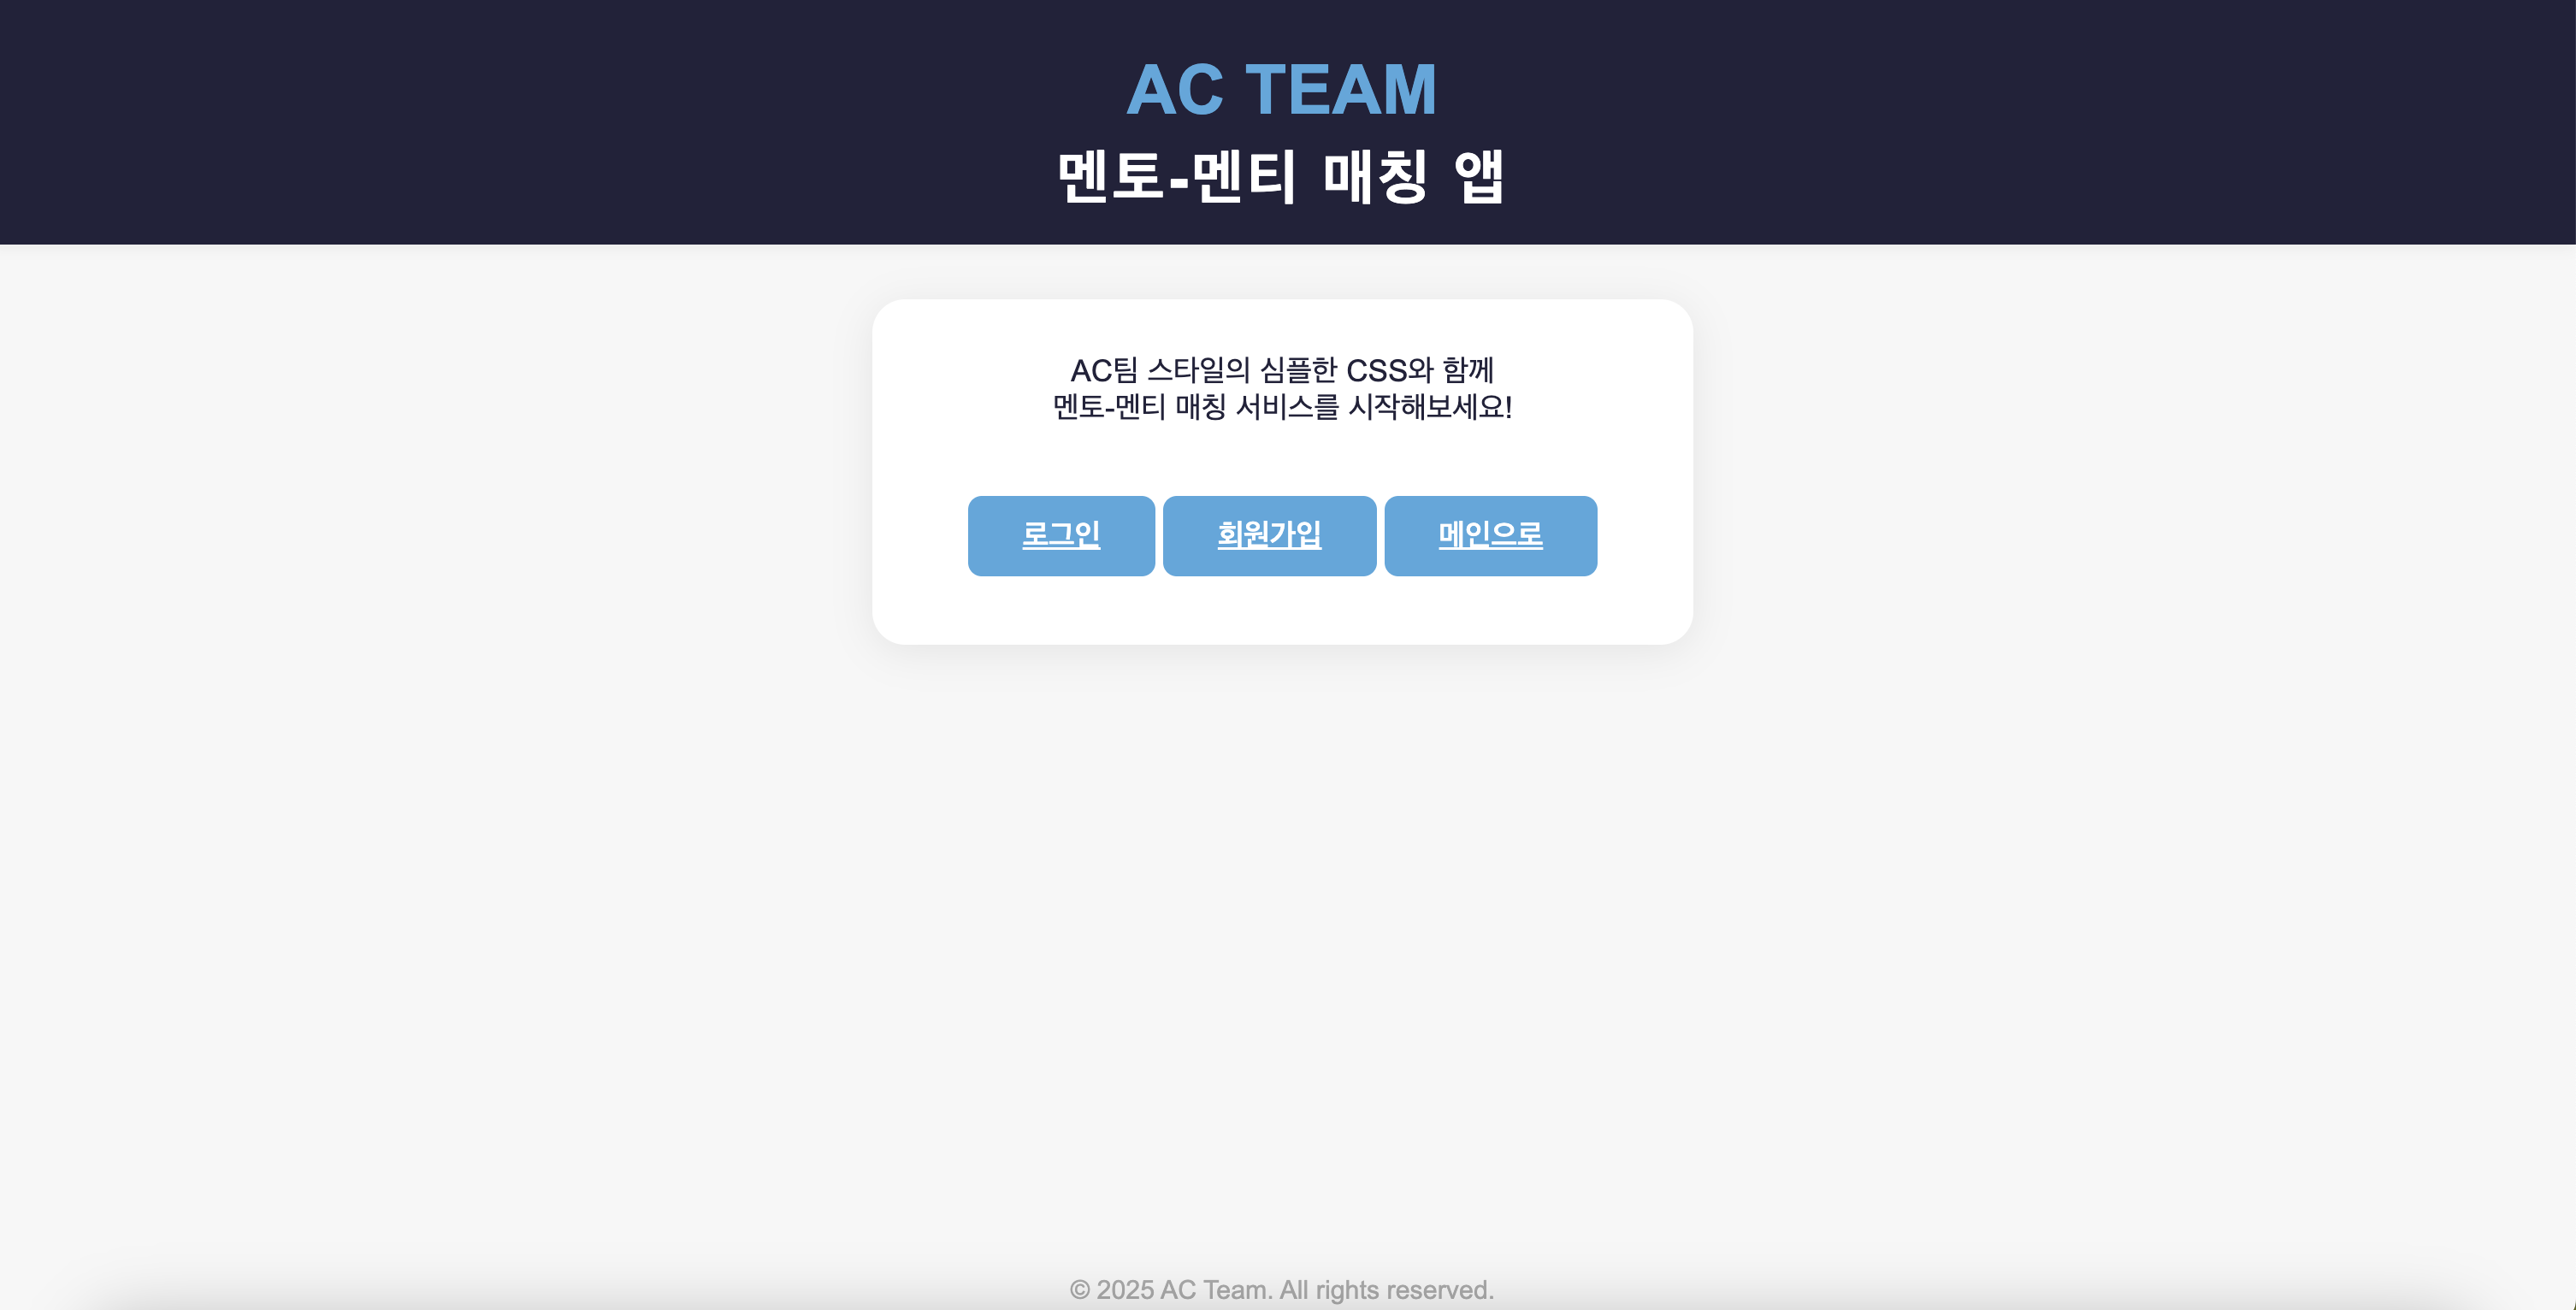 AC TEAM
멘토-멘티 매칭 앱
AC팀 스타일의 심플한 CSS와 함께
멘토-멘티 매칭 서비스를 시작해보세요!
로그인 회원가입 메인으로
© 2025 AC Team. All rights reserved.